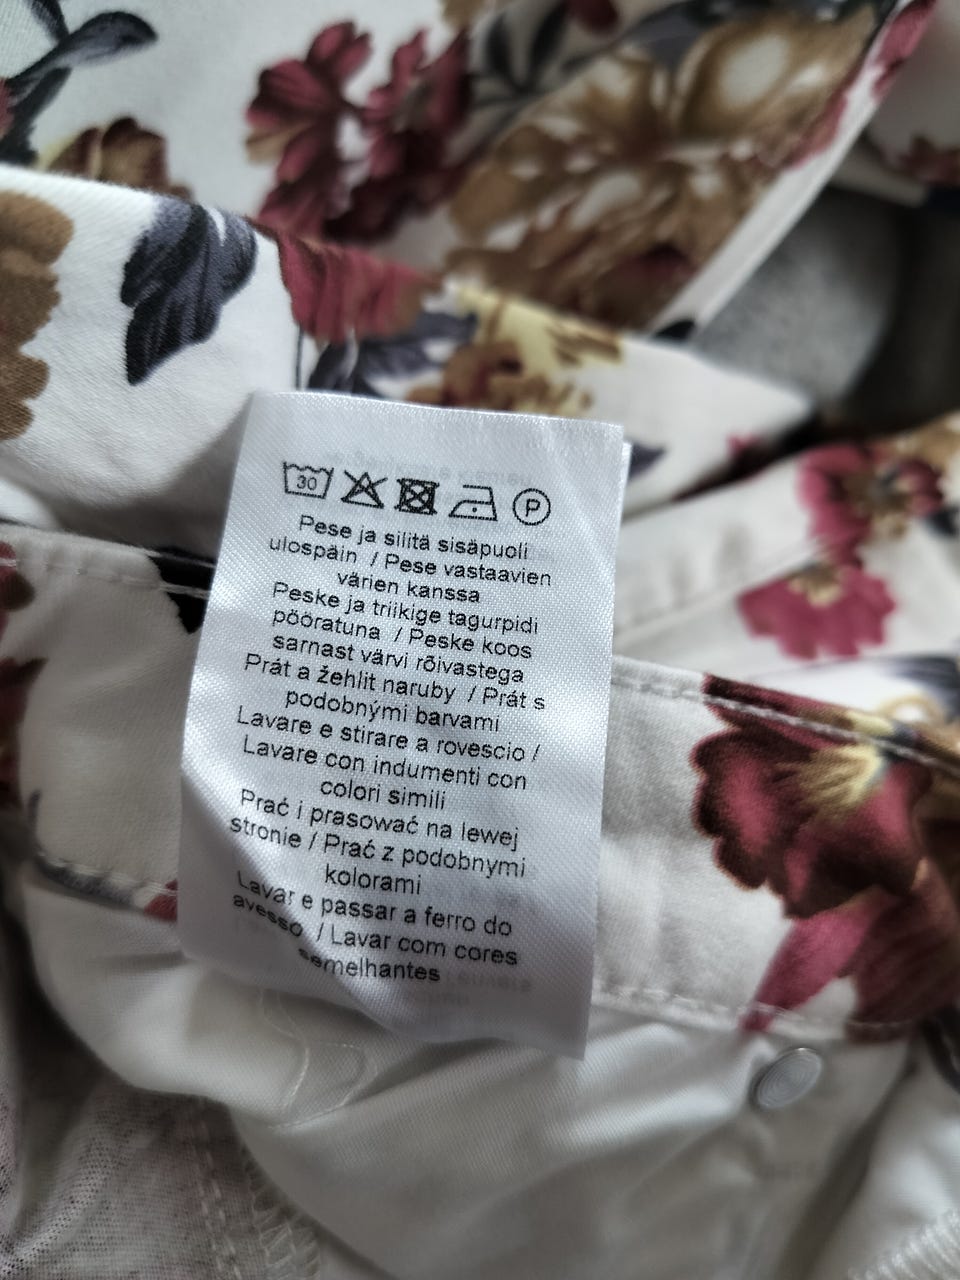 30 P
Pese ja silitä sisäpuoli
ulospäin / Pese vastaavien
värien kanssa
Peske ja triikige tagurpidi
pööratuna / Peske koos
sarnast värvi rõivastega
Prát a žehlit naruby / Prát s
podobnými barvami
Lavare e stirare a rovescio /
Lavare con indumenti con
colori simili
Prać i prasować na lewej
stronie / Prać z podobnymi
kolorami
Lavar e passar a ferro do
avesso / Lavar com cores
semelhantes